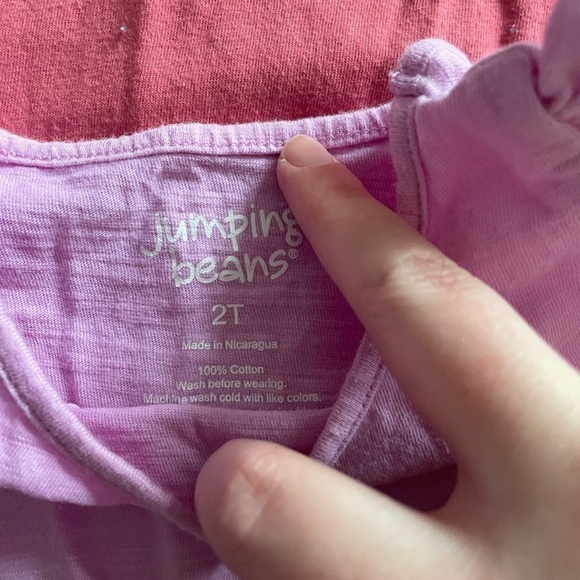 jumping
beans®
2T
Made in Nicaragua
100% Cotton
Wash before wearing.
Machine wash cold with like colors.